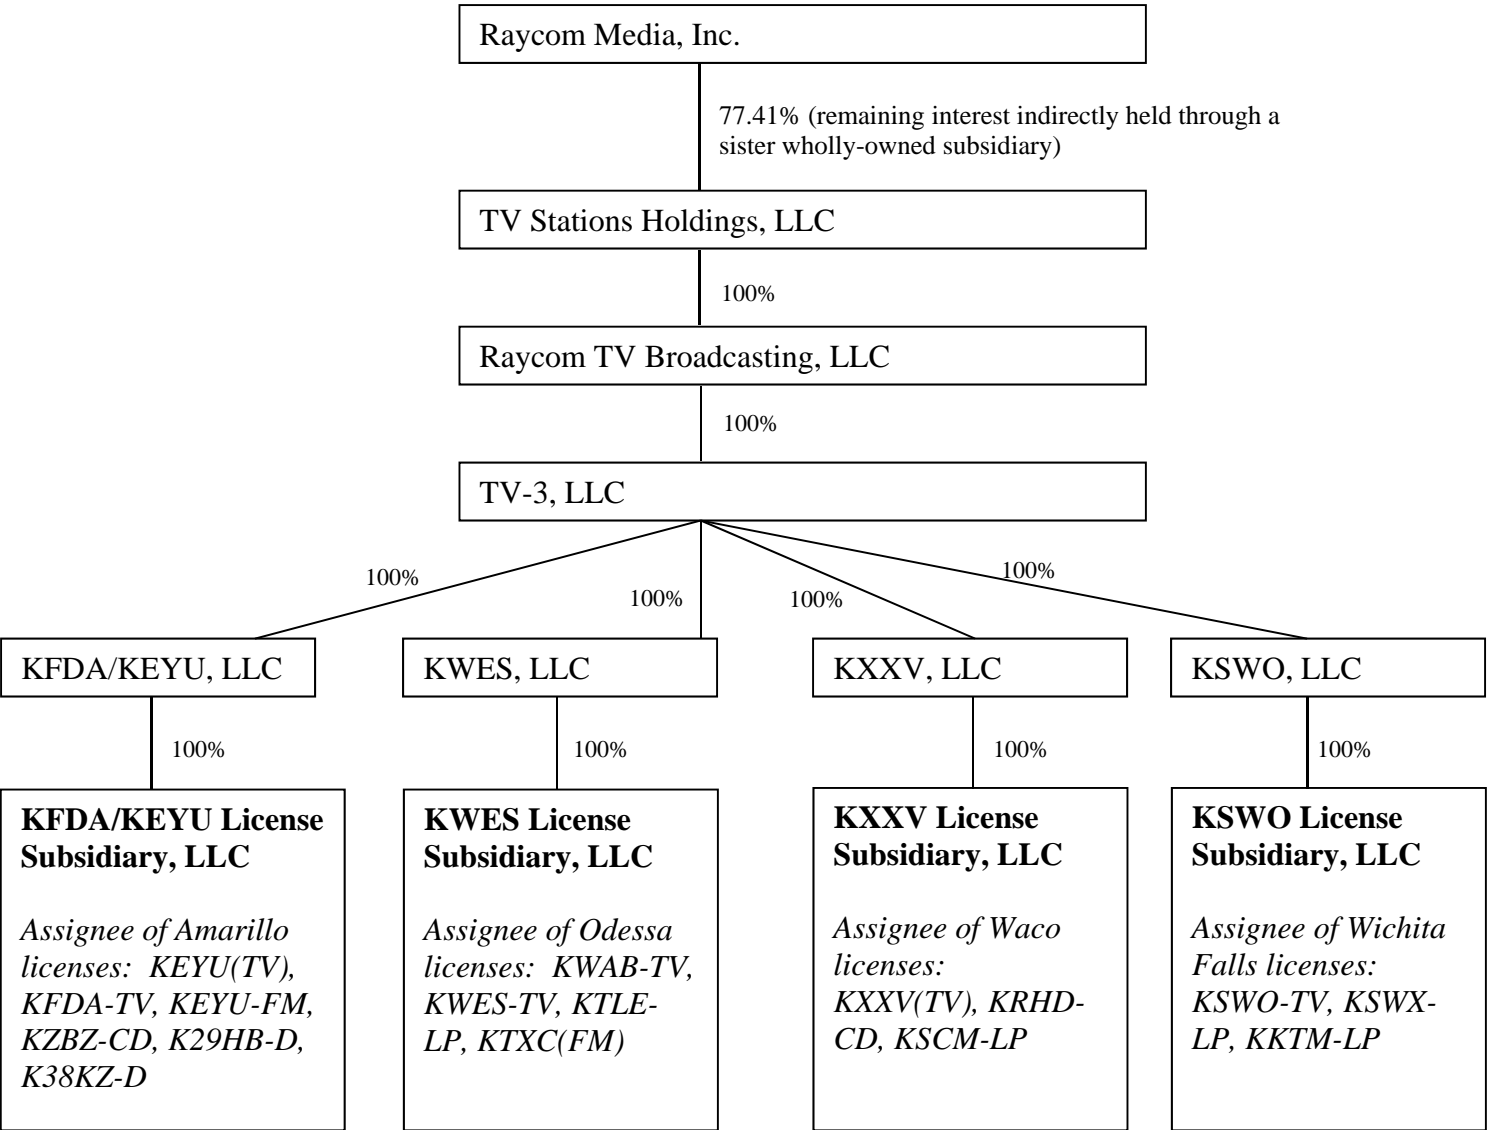 Raycom Media, Inc.
77.41% (remaining interest indirectly held through a
sister wholly-owned subsidiary)
TV Stations Holdings, LLC
100%
Raycom TV Broadcasting, LLC
100%
TV-3, LLC
100%
100%
100%
100%
KFDA/KEYU, LLC
KWES, LLC
KXXV, LLC
KSWO, LLC
100%
100%
100%
100%
KFDA/KEYU License
Subsidiary, LLC
Assignee of Amarillo
licenses:  KEYU(TV),
KFDA-TV, KEYU-FM,
KZBZ-CD, K29HB-D,
K38KZ-D
KWES License
Subsidiary, LLC
Assignee of Odessa
licenses:  KWAB-TV,
KWES-TV, KTLE-
LP, KTXC(FM)
KXXV License
Subsidiary, LLC
Assignee of Waco
licenses:
KXXV(TV), KRHD-
CD, KSCM-LP
KSWO License
Subsidiary, LLC
Assignee of Wichita
Falls licenses:
KSWO-TV, KSWX-
LP, KKTM-LP